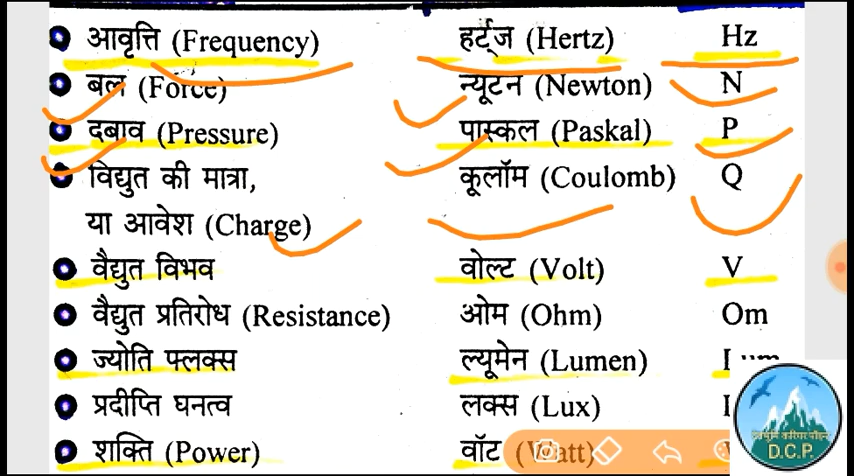 आवृत्ति (Frequency) हर्ट्ज (Hertz) Hz
बल (Force) न्यूटन (Newton) N
दबाव (Pressure) पास्कल (Paskal) P
विद्युत की मात्रा, कूलॉम (Coulomb) Q
या आवेश (Charge)
वैद्युत विभव वोल्ट (Volt) V
वैद्युत प्रतिरोध (Resistance) ओम (Ohm) Om
ज्योति फ्लक्स ल्यूमेन (Lumen)
प्रदीप्ति घनत्व लक्स (Lux)
शक्ति (Power) वॉट (Watt)
D.C.P.